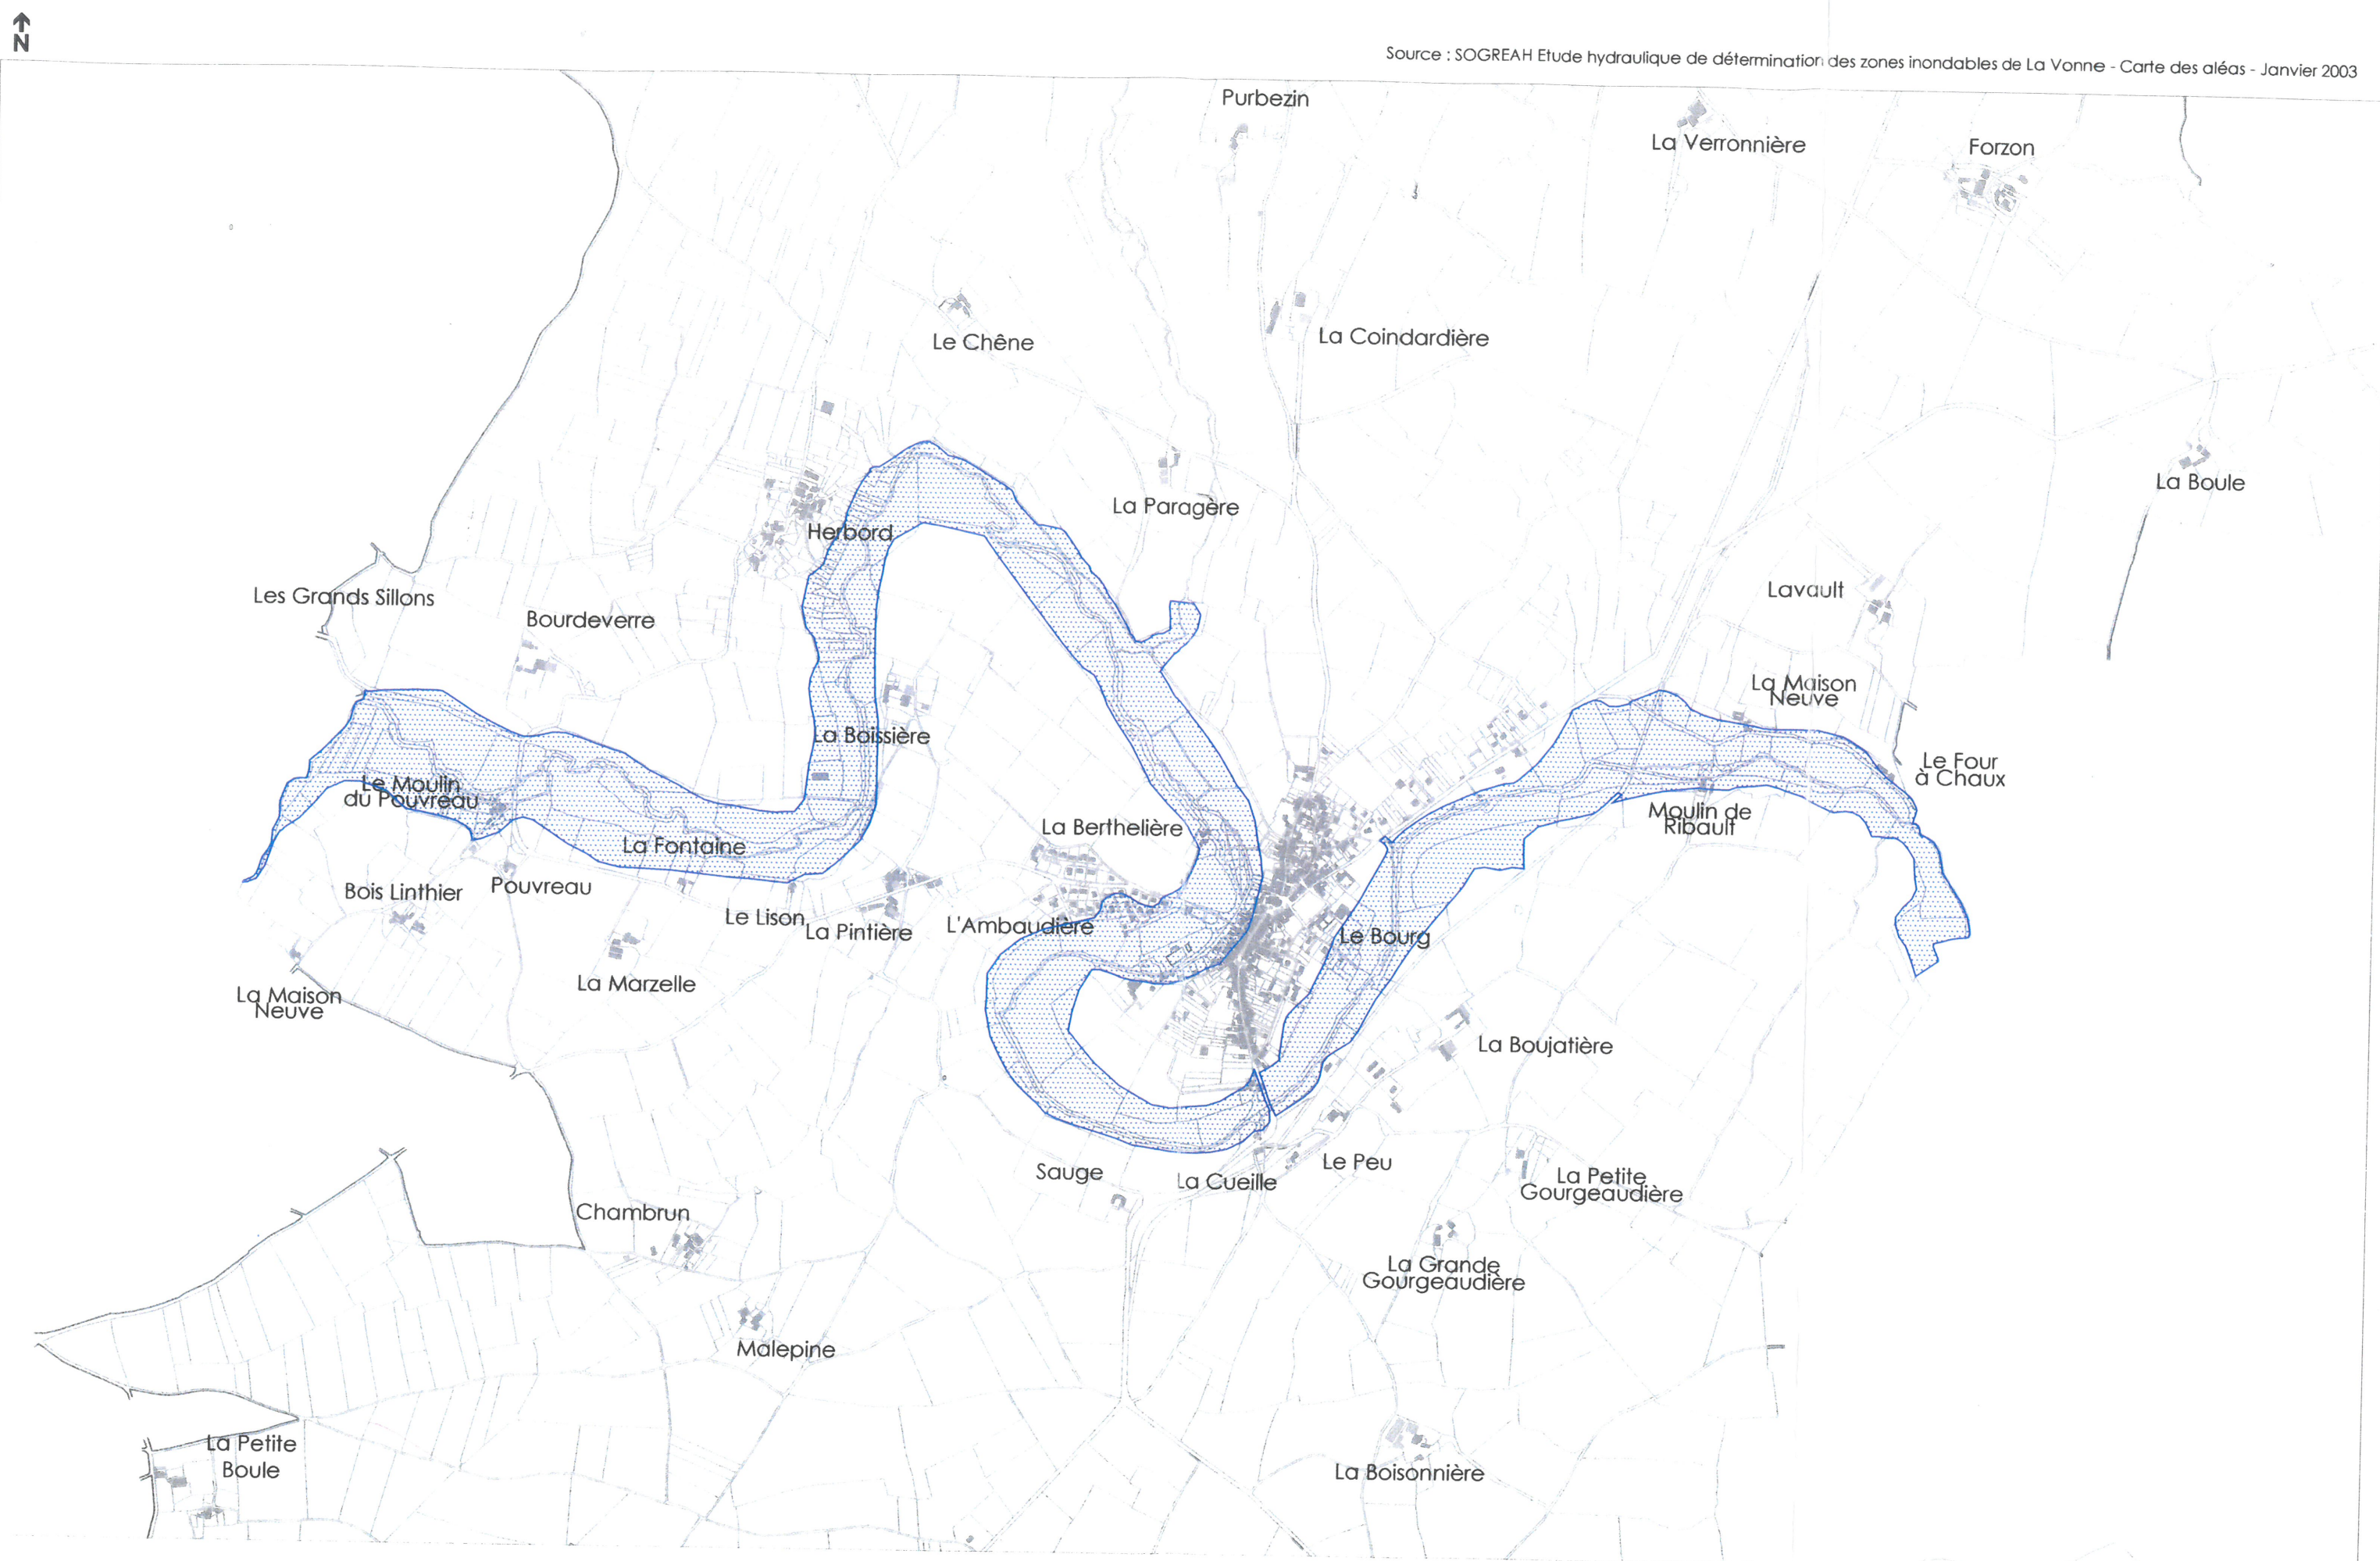 N
Source : SOGREAH Etude hydraulique de détermination des zones inondables de La Vonne - Carte des aléas - Janvier 2003
Purbezin
La Verronnière
Forzon
Le Chêne
La Coindardière
La Boule
La Paragère
Herbord
Les Grands Sillons
Bourdeverre
Lavault
La Maison
Neuve
La Boissière
Le Four
à Chaux
Le Moulin
du Pouvreau
Moulin de
Ribault
La Berthelière
La Fontaine
Pouvreau
Bois Linthier
Le Lison
La Pintière
L'Ambaudière
Le Bourg
La Marzelle
La Maison
Neuve
La Boujatière
Sauge
La Cueille
Le Peu
La Petite
Gourgeaudière
Chambrun
La Grande
Gourgeaudière
Malepine
La Petite
Boule
La Boisonnière